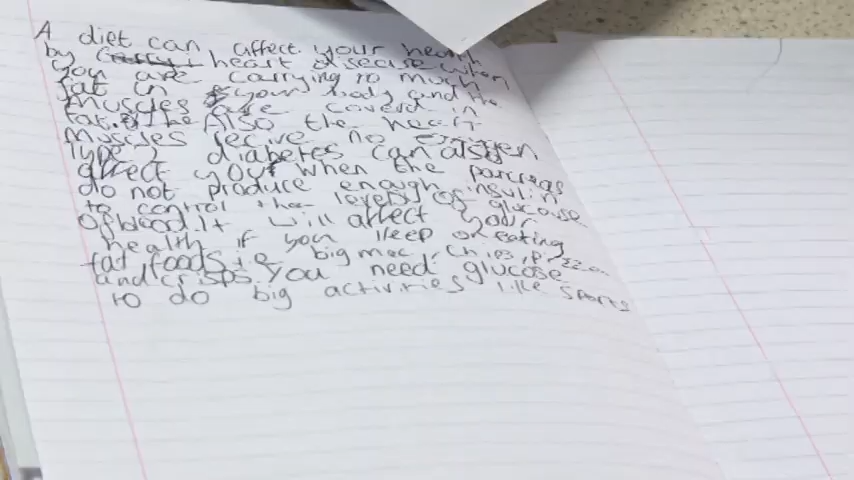 A diet can affect your health
by heart disease when
you are carrying to much
fat in your body and the
muscles are coverd in
fat. Also the heart
muscles recive no oxigen
Type 2 diabetes can also
affect your when the pancreas
do not produce enough insulin
to control the levels of glucouse
of blood. It will affect your
health if you keep on eating
fat foods ie big mac, chips, pizza
and crisps. You need glucose
to do big activities like sports